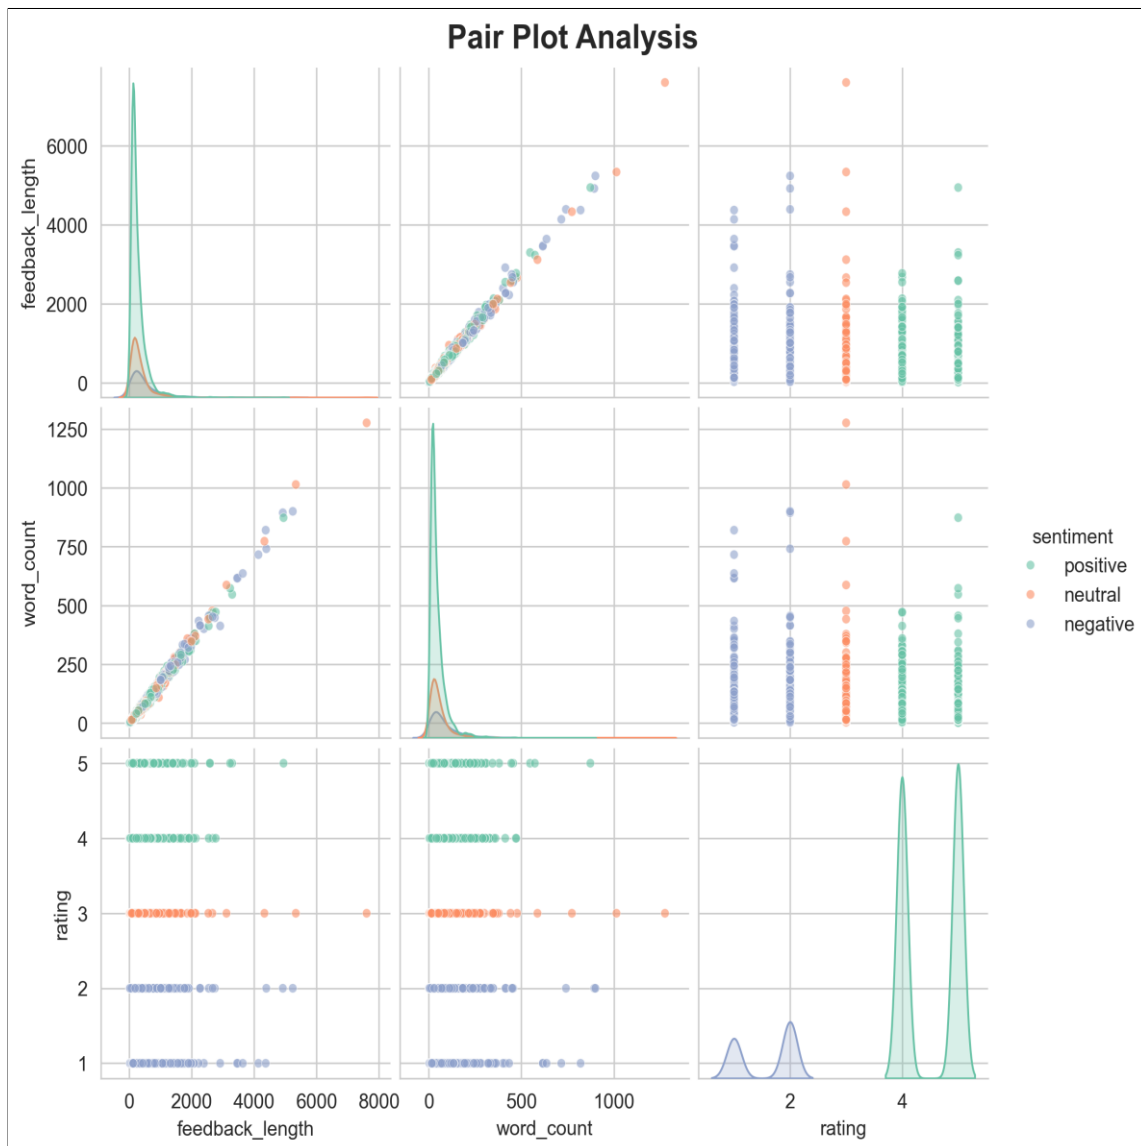 Pair Plot Analysis
feedback_length
6000
4000
2000
0
word_count
1250
1000
750
500
250
0
sentiment
positive
neutral
negative
rating
5
4
3
2
1
0 2000 4000 6000 8000
feedback_length
0 500 1000
word_count
2 4
rating